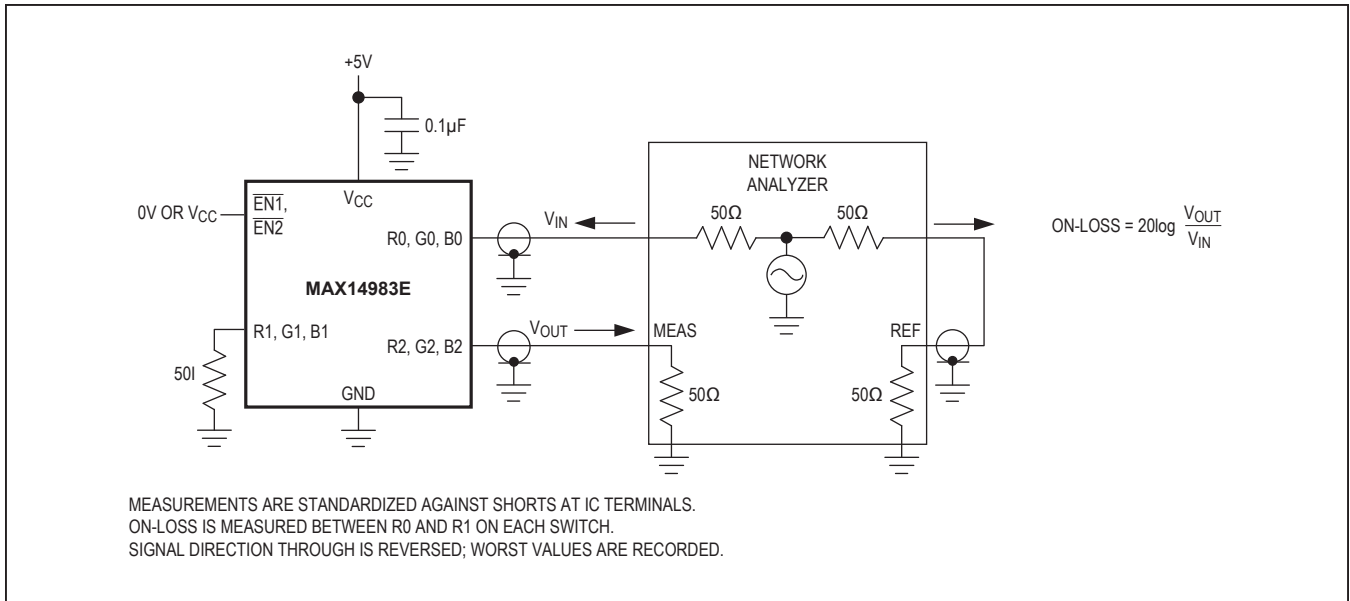 +5V
0.1µF
NETWORK
ANALYZER
50Ω
50Ω
VCC
EN1,
EN2
0V OR VCC
R0, G0, B0
VIN
ON-LOSS = 20log VOUT
VIN
MAX14983E
R1, G1, B1
R2, G2, B2
VOUT
MEAS
REF
50I
GND
50Ω
50Ω
MEASUREMENTS ARE STANDARDIZED AGAINST SHORTS AT IC TERMINALS.
ON-LOSS IS MEASURED BETWEEN R0 AND R1 ON EACH SWITCH.
SIGNAL DIRECTION THROUGH IS REVERSED; WORST VALUES ARE RECORDED.